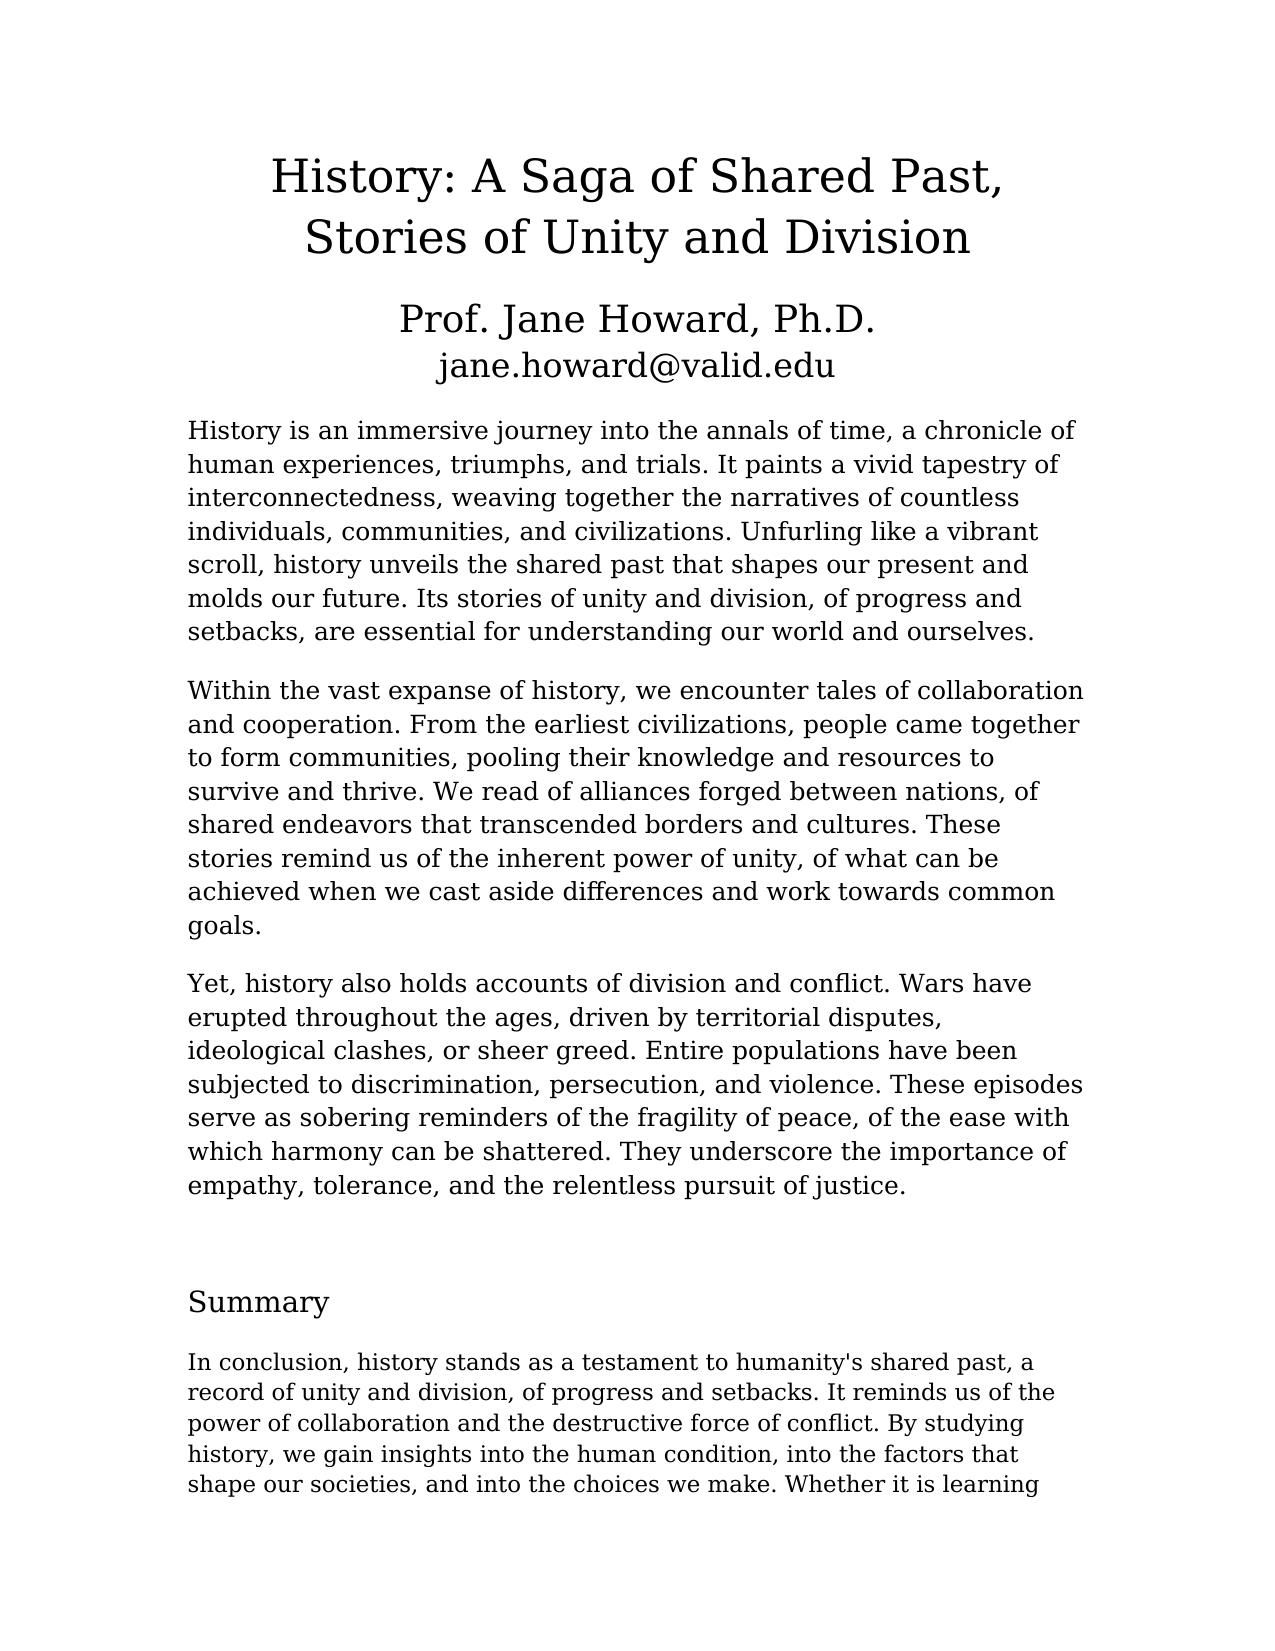 History: A Saga of Shared Past,
Stories of Unity and Division
Prof. Jane Howard, Ph.D.
jane.howard@valid.edu
History is an immersive journey into the annals of time, a chronicle of
human experiences, triumphs, and trials. It paints a vivid tapestry of
interconnectedness, weaving together the narratives of countless
individuals, communities, and civilizations. Unfurling like a vibrant
scroll, history unveils the shared past that shapes our present and
molds our future. Its stories of unity and division, of progress and
setbacks, are essential for understanding our world and ourselves.
Within the vast expanse of history, we encounter tales of collaboration
and cooperation. From the earliest civilizations, people came together
to form communities, pooling their knowledge and resources to
survive and thrive. We read of alliances forged between nations, of
shared endeavors that transcended borders and cultures. These
stories remind us of the inherent power of unity, of what can be
achieved when we cast aside differences and work towards common
goals.
Yet, history also holds accounts of division and conflict. Wars have
erupted throughout the ages, driven by territorial disputes,
ideological clashes, or sheer greed. Entire populations have been
subjected to discrimination, persecution, and violence. These episodes
serve as sobering reminders of the fragility of peace, of the ease with
which harmony can be shattered. They underscore the importance of
empathy, tolerance, and the relentless pursuit of justice.
Summary
In conclusion, history stands as a testament to humanity's shared past, a
record of unity and division, of progress and setbacks. It reminds us of the
power of collaboration and the destructive force of conflict. By studying
history, we gain insights into the human condition, into the factors that
shape our societies, and into the choices we make. Whether it is learning